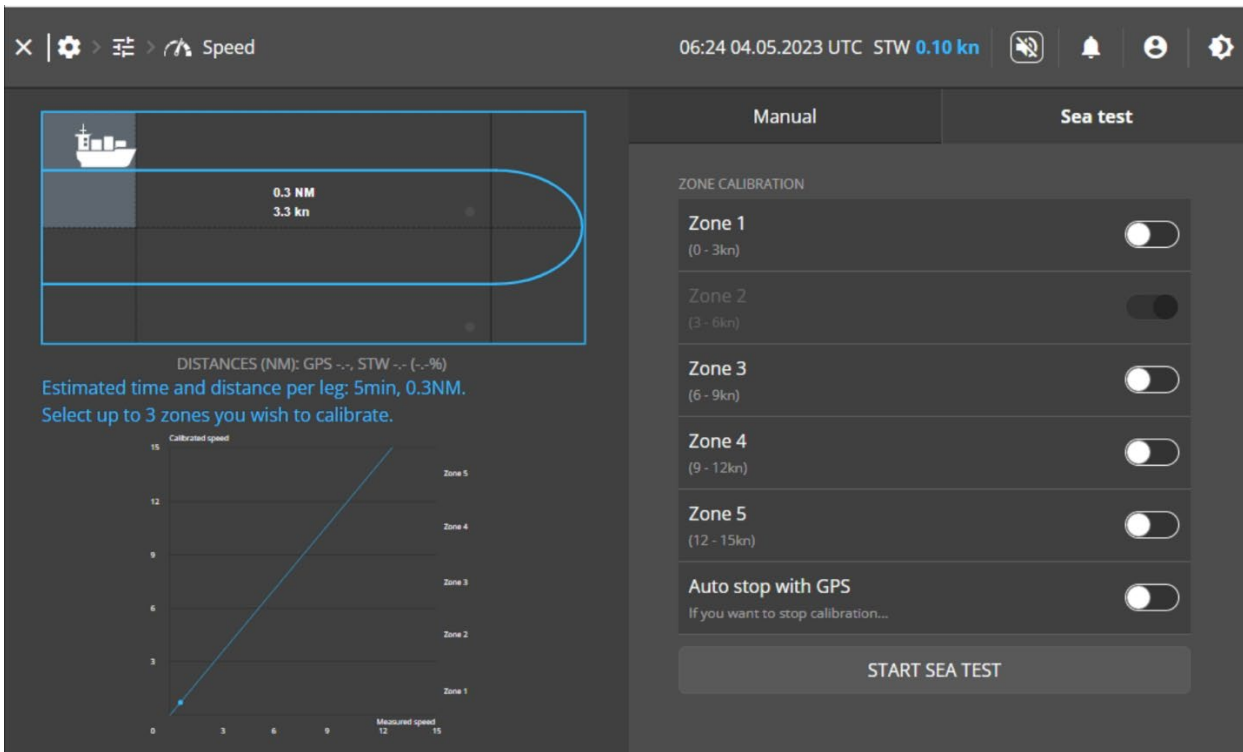 Speed
06:24 04.05.2023 UTC STW 0.10 kn
0.3 NM
3.3 kn
DISTANCES (NM): GPS -.-, STW -.- (-.-%)
Estimated time and distance per leg: 5min, 0.3NM.
Select up to 3 zones you wish to calibrate.
Calibrated speed
15
Zone 5
12
Zone 4
9
Zone 3
6
Zone 2
3
Zone 1
Measured speed
0 3 6 9 12 15
Manual
Sea test
ZONE CALIBRATION
Zone 1
(0 - 3kn)
Zone 2
(3 - 6kn)
Zone 3
(6 - 9kn)
Zone 4
(9 - 12kn)
Zone 5
(12 - 15kn)
Auto stop with GPS
If you want to stop calibration...
START SEA TEST